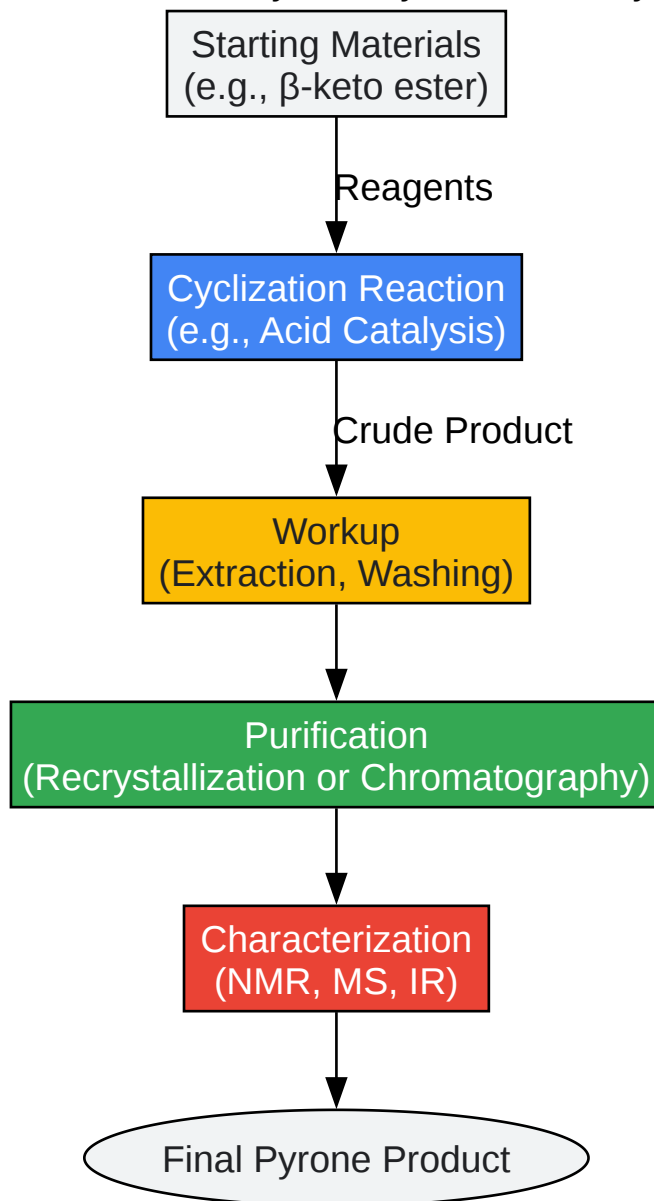 Starting Materials
(e.g., β-keto ester)
Reagents
Cyclization Reaction
(e.g., Acid Catalysis)
Crude Product
Workup
(Extraction, Washing)
Purification
(Recrystallization or Chromatography)
Characterization
(NMR, MS, IR)
Final Pyrone Product